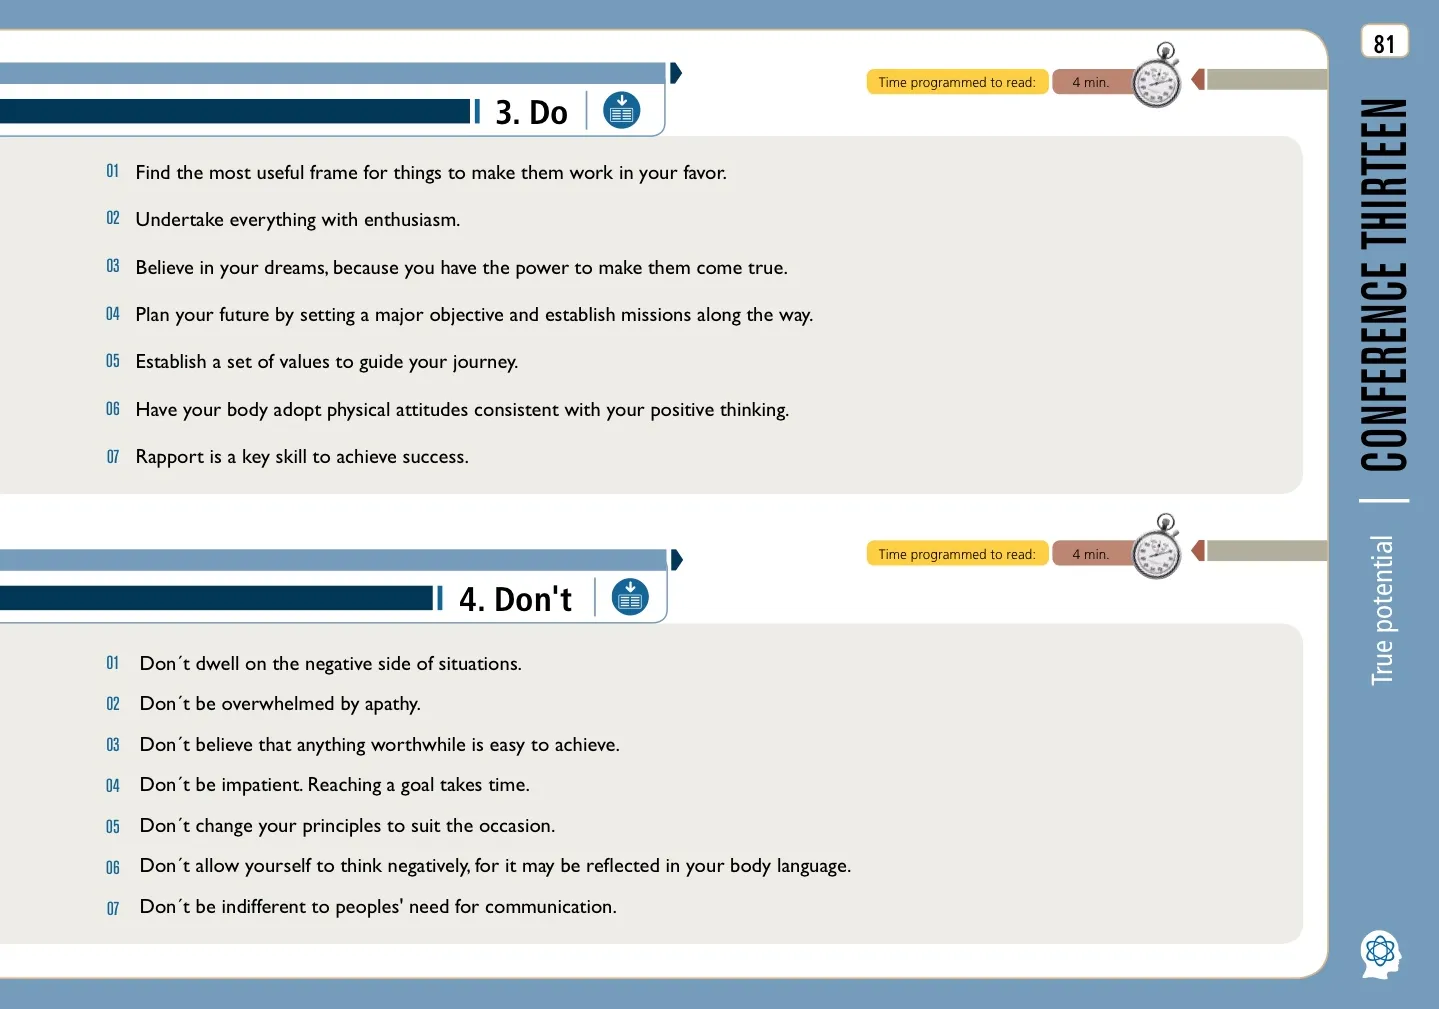 81
Time programmed to read: 4 min.
3. Do
01 Find the most useful frame for things to make them work in your favor.
02 Undertake everything with enthusiasm.
03 Believe in your dreams, because you have the power to make them come true.
04 Plan your future by setting a major objective and establish missions along the way.
05 Establish a set of values to guide your journey.
06 Have your body adopt physical attitudes consistent with your positive thinking.
07 Rapport is a key skill to achieve success.
Time programmed to read: 4 min.
4. Don't
01 Don´t dwell on the negative side of situations.
02 Don´t be overwhelmed by apathy.
03 Don´t believe that anything worthwhile is easy to achieve.
04 Don´t be impatient. Reaching a goal takes time.
05 Don´t change your principles to suit the occasion.
06 Don´t allow yourself to think negatively, for it may be reflected in your body language.
07 Don´t be indifferent to peoples' need for communication.
True potential | CONFERENCE THIRTEEN